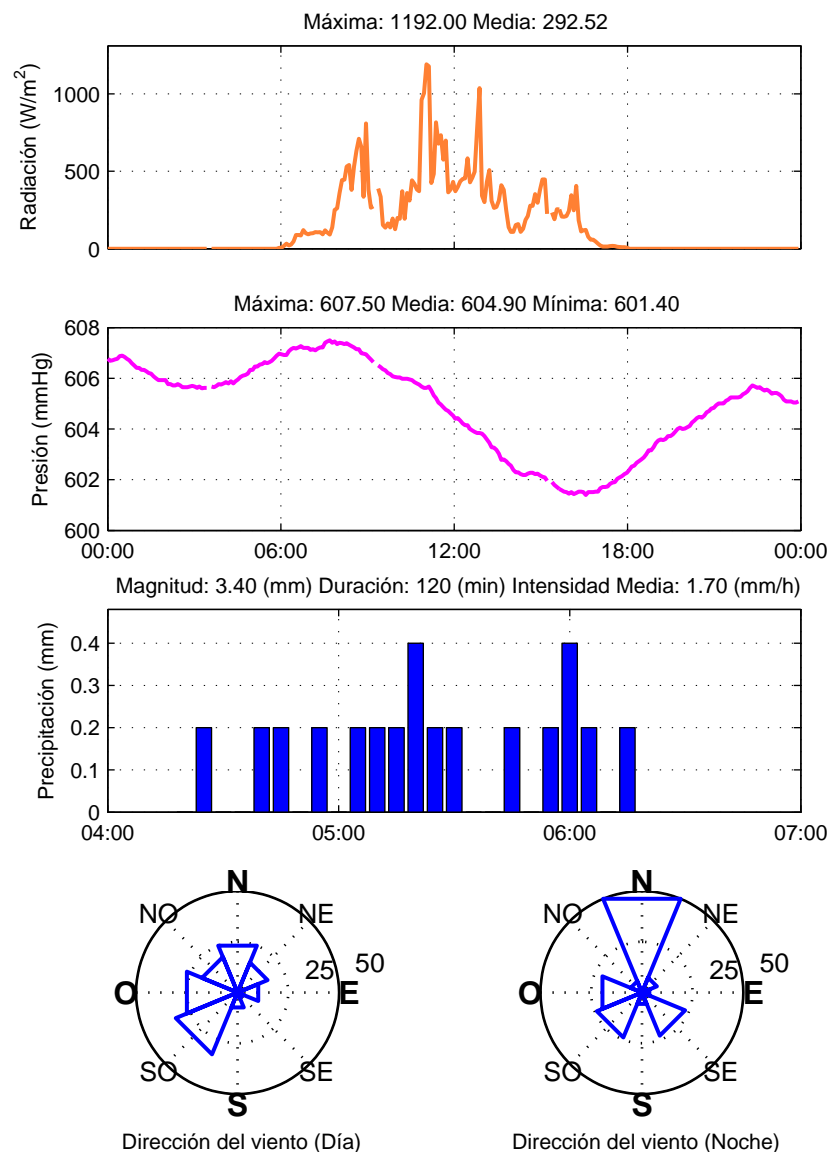 Máxima: 1192.00 Media: 292.52
Radiación (W/m²)
1000
500
0
Máxima: 607.50 Media: 604.90 Mínima: 601.40
Presión (mmHg)
608
606
604
602
600
00:00 06:00 12:00 18:00 00:00
Magnitud: 3.40 (mm) Duración: 120 (min) Intensidad Media: 1.70 (mm/h)
Precipitación (mm)
0.4
0.3
0.2
0.1
0
04:00 05:00 06:00 07:00
N
NO NE
25 50
O E
SO SE
S
Dirección del viento (Día)
N
NO NE
25 50
O E
SO SE
S
Dirección del viento (Noche)